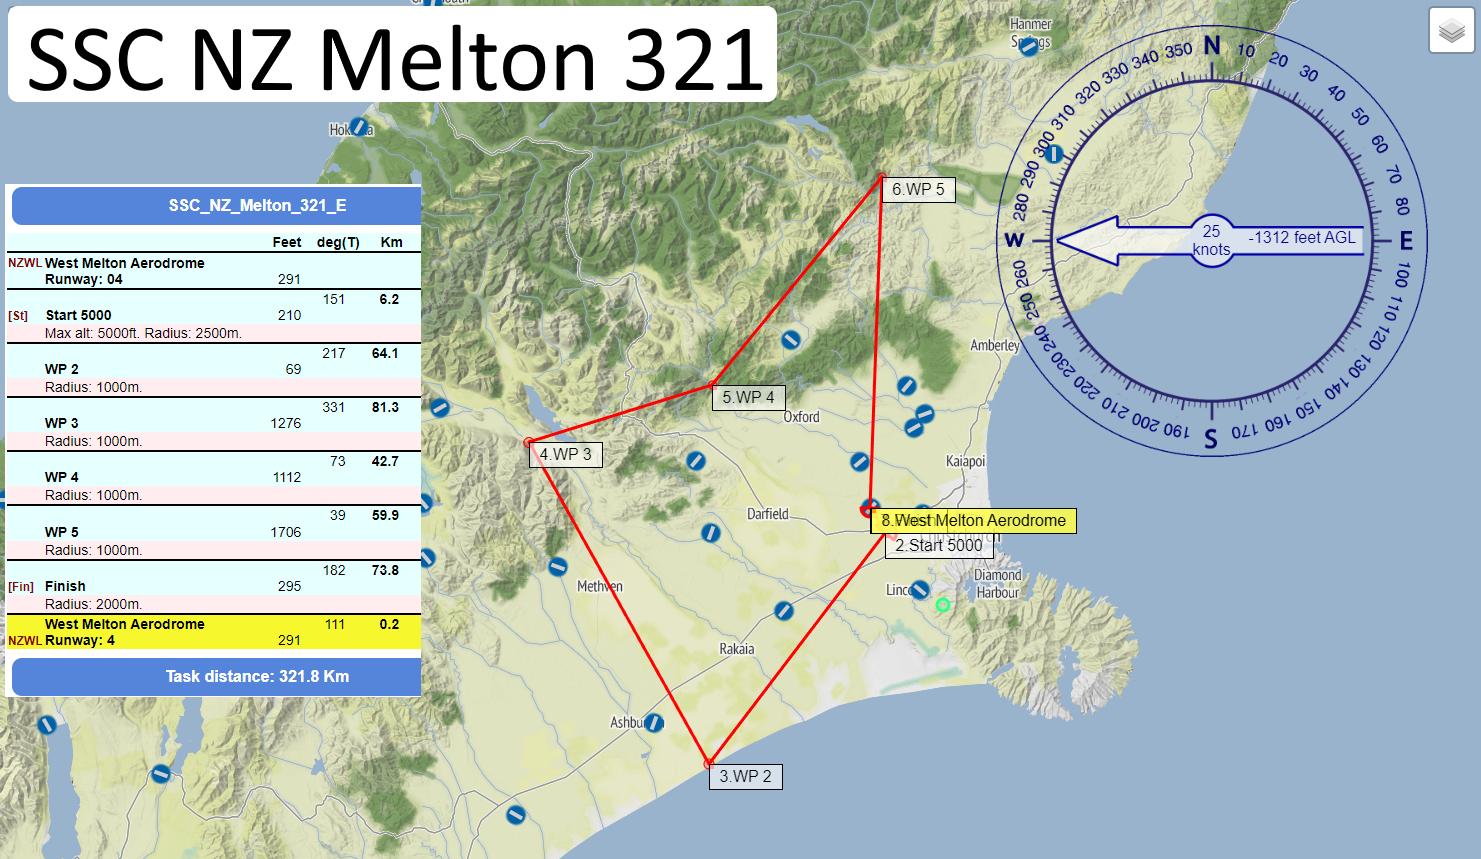 SSC NZ Melton 321
SSC_NZ_Melton_321_E
Feet deg(T) Km
NZWL West Melton Aerodrome
Runway: 04 291
151 6.2
[St] Start 5000 210
Max alt: 5000ft. Radius: 2500m.
217 64.1
WP 2 69
Radius: 1000m.
331 81.3
WP 3 1276
Radius: 1000m.
73 42.7
WP 4 1112
Radius: 1000m.
39 59.9
WP 5 1706
Radius: 1000m.
182 73.8
[Fin] Finish 295
Radius: 2000m.
West Melton Aerodrome 111 0.2
NZWL Runway: 4 291
Task distance: 321.8 Km
Hanmer
Springs
6.WP 5
Amberley
5.WP 4
Oxford
4.WP 3
Kaiapoi
Darfield
8.West Melton Aerodrome
2.Start 5000
Methven
Diamond
Harbour
Rakaia
3.WP 2
N 10 20 30 40 50 60 70 80 E 100 110 120 130 140 150 160 170 S 190 200 210 220 230 240 250 260 W 280 290 300 310 320 330 340 350
25
knots
-1312 feet AGL